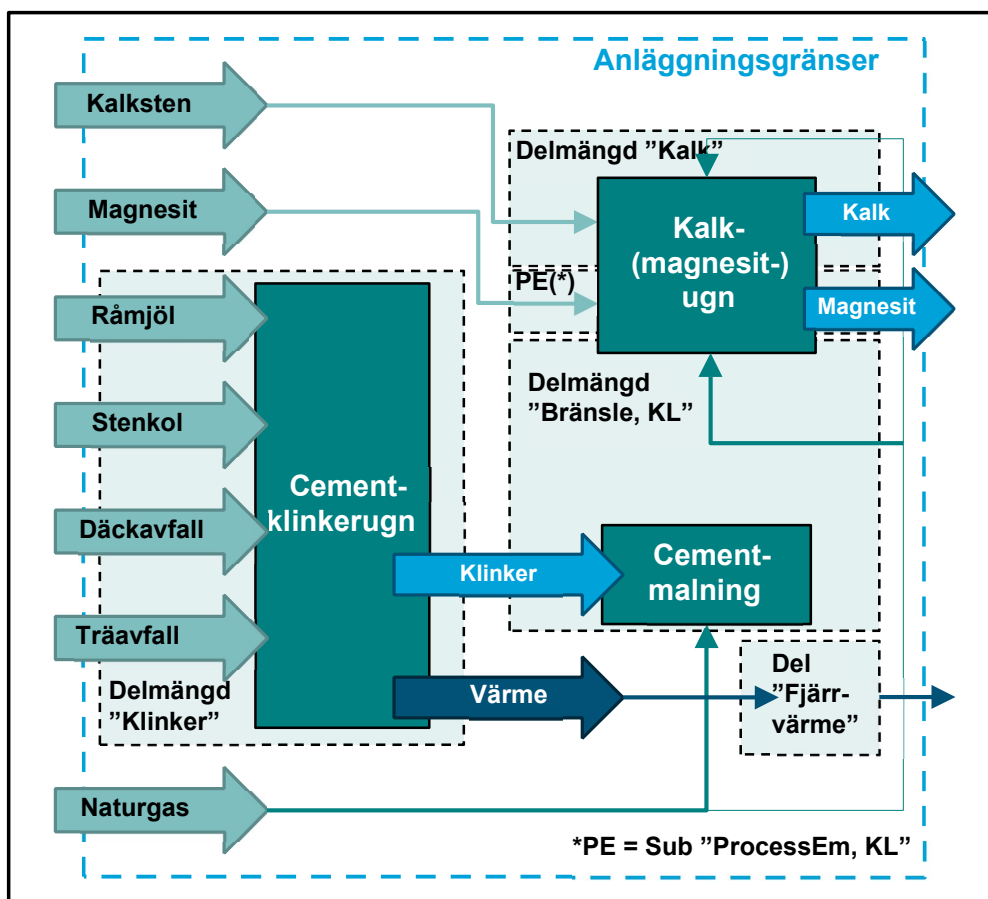 Anläggningsgränser
Kalksten
Delmängd ”Kalk”
Magnesit
Kalk-
(magnesit-)
ugn
Kalk
PE(*)
Magnesit
Råmjöl
Stenkol
Däckavfall
Träavfall
Cement-
klinkerugn
Delmängd
”Klinker”
Delmängd
”Bränsle, KL”
Klinker
Cement-
malning
Värme
Del
”Fjärr-
värme”
Naturgas
*PE = Sub ”ProcessEm, KL”